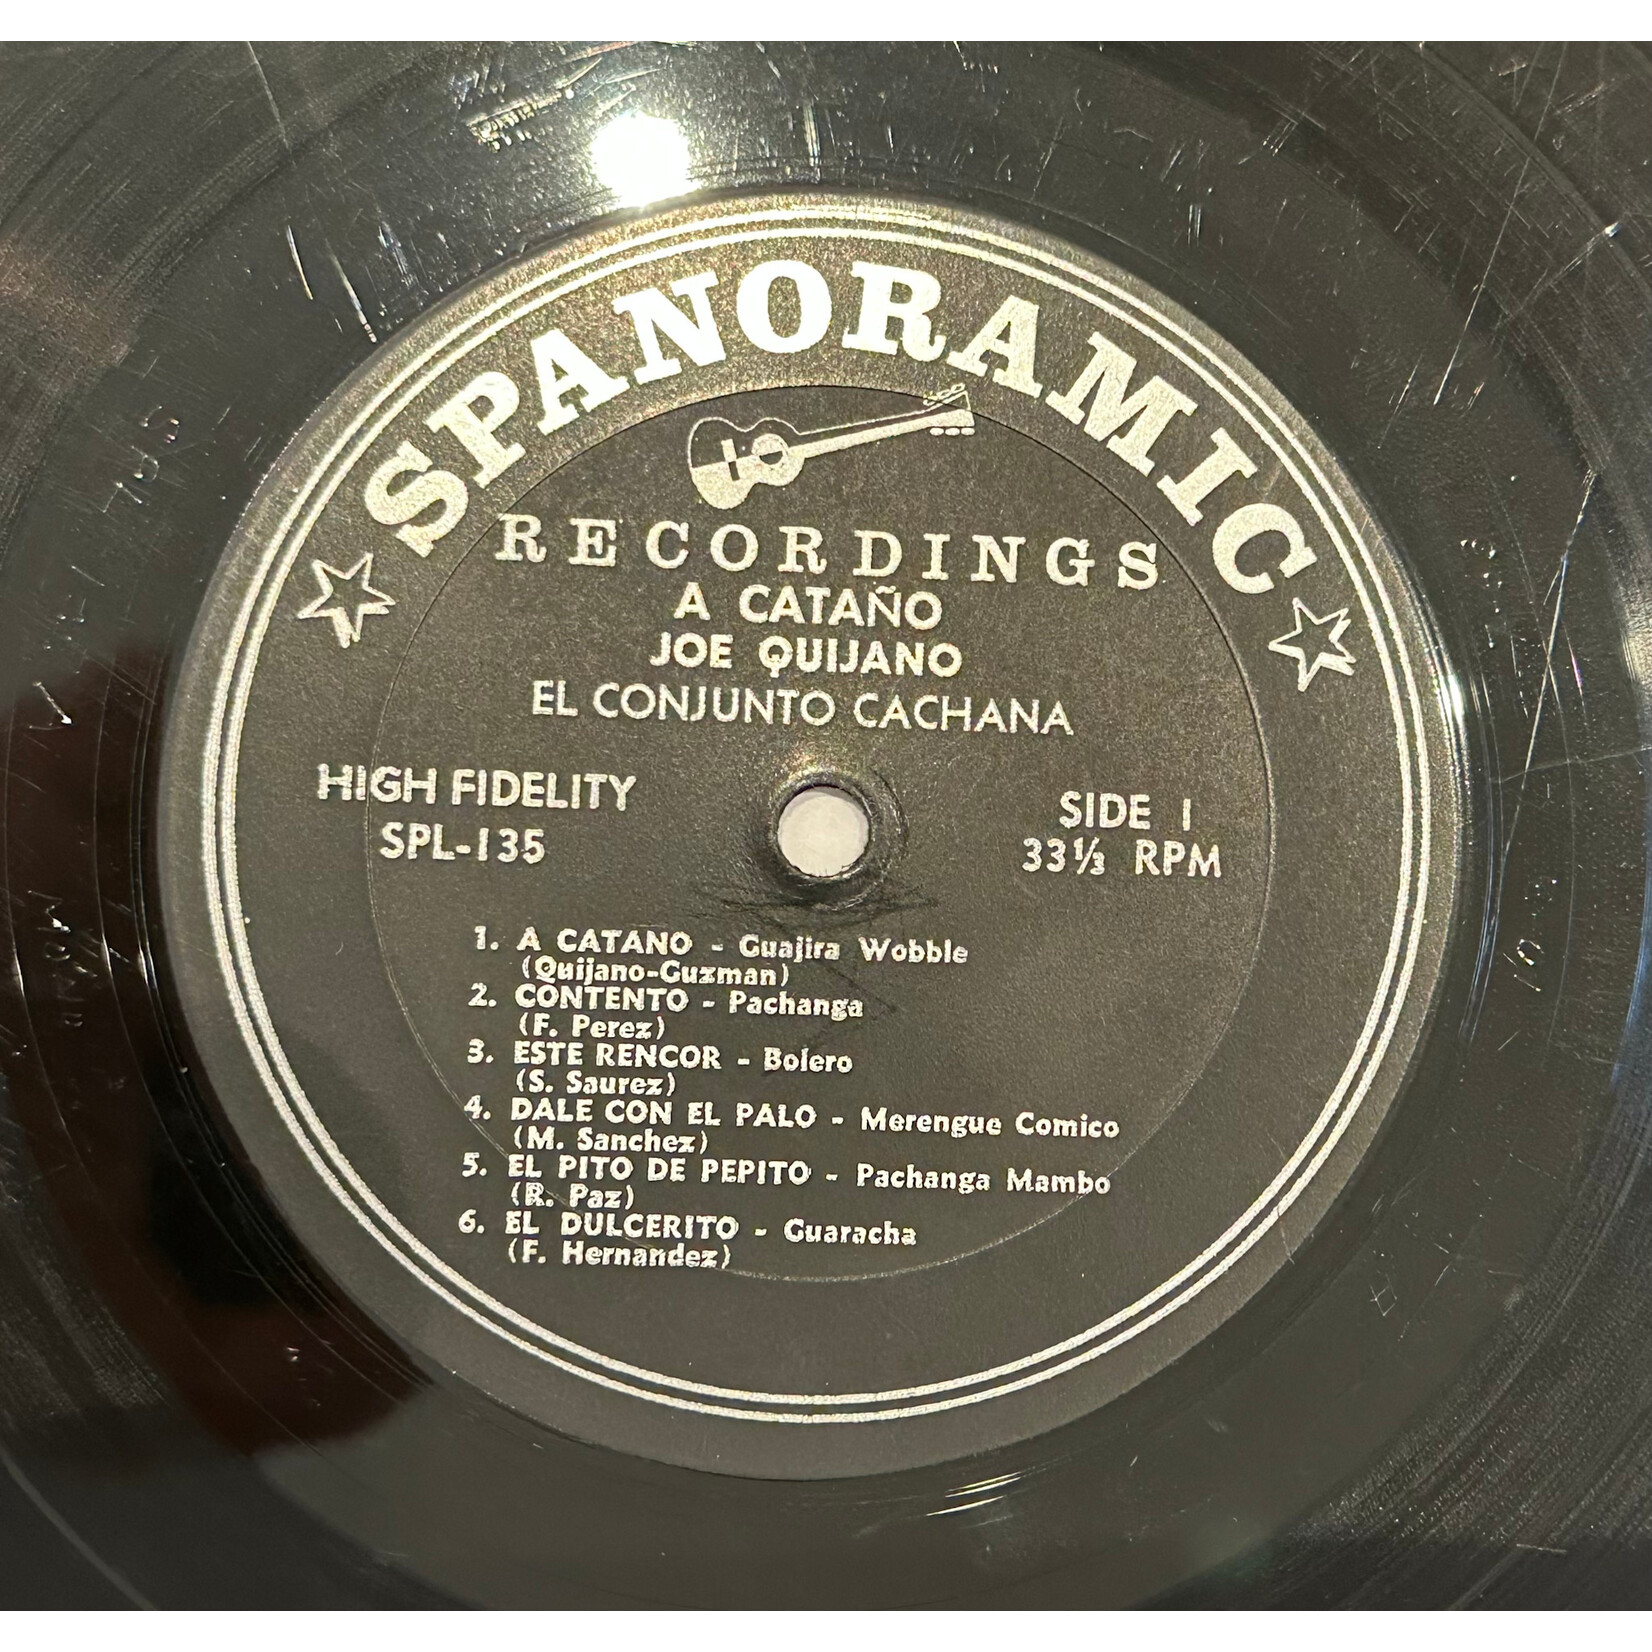 SPANORAMIC
RECORDINGS
A CATAÑO
JOE QUIJANO
EL CONJUNTO CACHANA
HIGH FIDELITY
SPL-135
SIDE 1
33⅓ RPM
1. A CATANO - Guajira Wobble
(Quijano-Guzman)
2. CONTENTO - Pachanga
(F. Perez)
3. ESTE RENCOR - Bolero
(S. Saurez)
4. DALE CON EL PALO - Merengue Comico
(M. Sanchez)
5. EL PITO DE PEPITO - Pachanga Mambo
(R. Paz)
6. EL DULCERITO - Guaracha
(F. Hernandez)